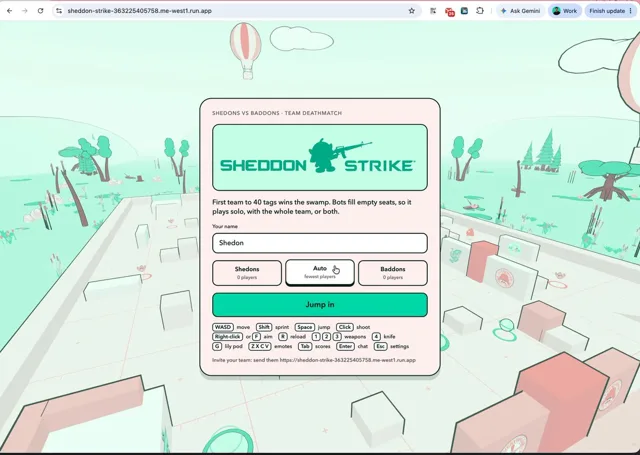 sheddon-strike-363225405758.me-west1.run.app
Ask Gemini
Work
Finish update
SHEDONS VS BADDONS · TEAM DEATHMATCH
SHEDDON STRIKE
First team to 40 tags wins the swamp. Bots fill empty seats, so it
plays solo, with the whole team, or both.
Your name
Shedon
Shedons
0 players
Auto
fewest players
Baddons
0 players
Jump in
WASD move Shift sprint Space jump Click shoot
Right-click or F aim R reload 1 2 3 weapons 4 knife
G lily pod Z X C V emotes Tab scores Enter chat Esc settings
Invite your team: send them https://sheddon-strike-363225405758.me-west1.run.app